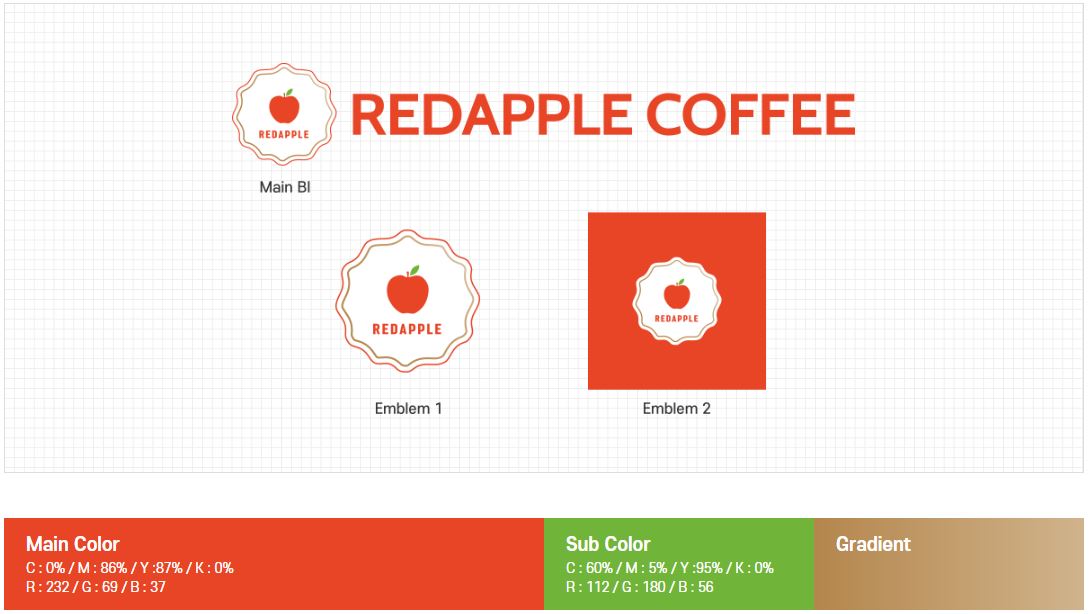 REDAPPLE
REDAPPLE COFFEE
Main BI
REDAPPLE
Emblem 1
REDAPPLE
Emblem 2
Main Color
C : 0% / M : 86% / Y :87% / K : 0%
R : 232 / G : 69 / B : 37
Sub Color
C : 60% / M : 5% / Y :95% / K : 0%
R : 112 / G : 180 / B : 56
Gradient